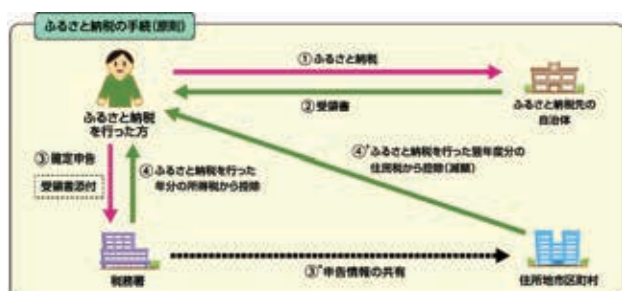 ふるさと納税の手続(原則)
①ふるさと納税
②受領書
ふるさと納税
を行った方
ふるさと納税先の
自治体
③確定申告
受領書添付
④ふるさと納税を行った
年分の所得税から控除
④’ふるさと納税を行った翌年度分の
住民税から控除(減額)
税務署
③’申告情報の共有
住所地市区町村